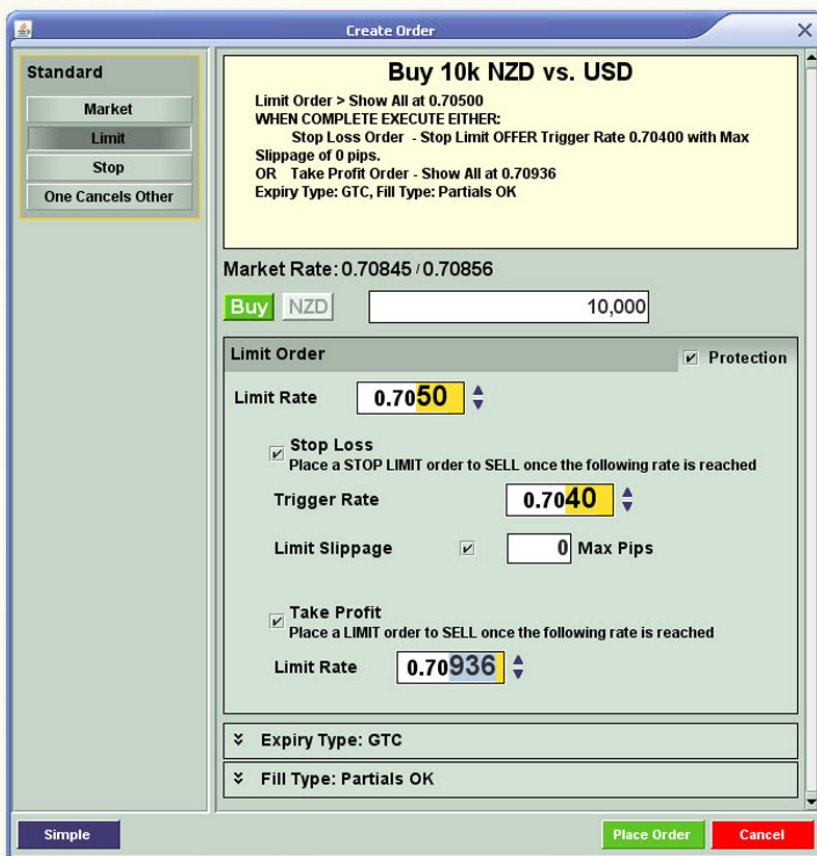 Create Order
Standard
Market
Limit
Stop
One Cancels Other
Buy 10k NZD vs. USD
Limit Order > Show All at 0.70500
WHEN COMPLETE EXECUTE EITHER:
Stop Loss Order - Stop Limit OFFER Trigger Rate 0.70400 with Max
Slippage of 0 pips.
OR Take Profit Order - Show All at 0.70936
Expiry Type: GTC, Fill Type: Partials OK
Market Rate: 0.70845 / 0.70856
Buy NZD 10,000
Limit Order Protection
Limit Rate 0.7050
Stop Loss
Place a STOP LIMIT order to SELL once the following rate is reached
Trigger Rate 0.7040
Limit Slippage 0 Max Pips
Take Profit
Place a LIMIT order to SELL once the following rate is reached
Limit Rate 0.70936
Expiry Type: GTC
Fill Type: Partials OK
Simple Place Order Cancel